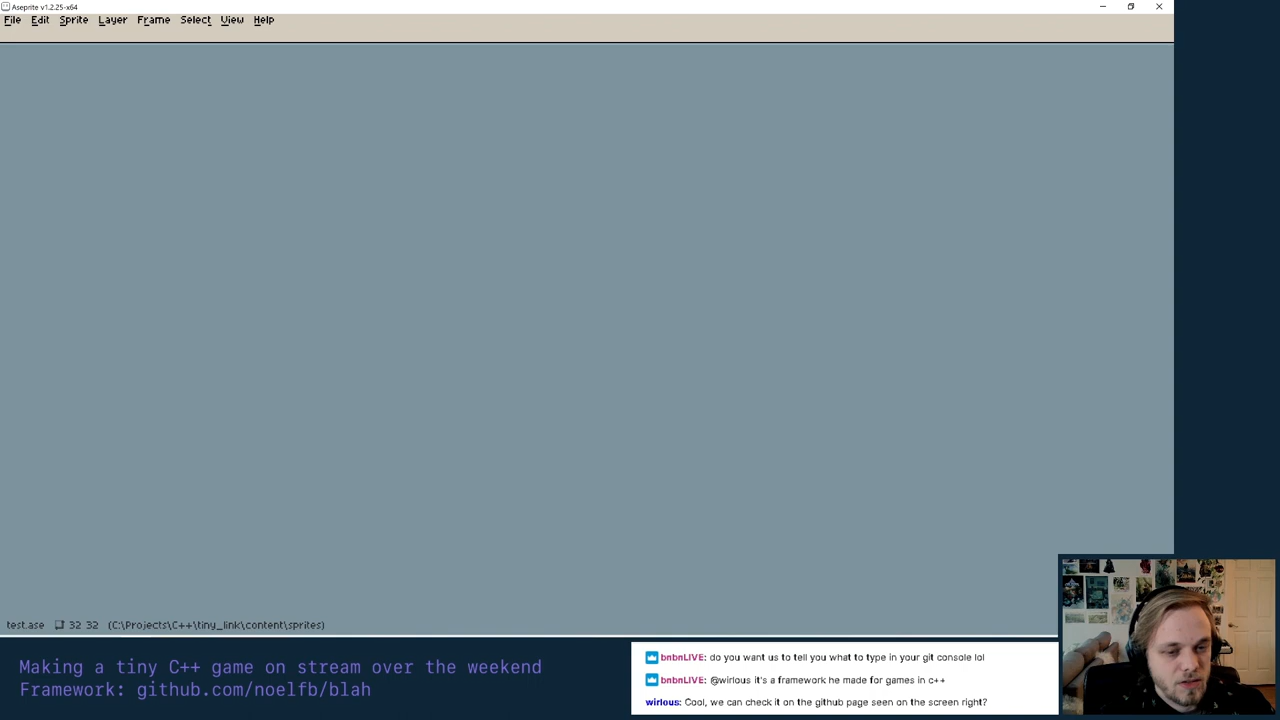 Aseprite v1.2.25-x64
File Edit Sprite Layer Frame Select View Help
test.ase 32 32 (C:\Projects\C++\tiny_link\content\sprites)
Making a tiny C++ game on stream over the weekend
Framework: github.com/noelfb/blah
bnbnLIVE: do you want us to tell you what to type in your git console lol
bnbnLIVE: @wirlous it's a framework he made for games in c++
wirlous: Cool, we can check it on the github page seen on the screen right?